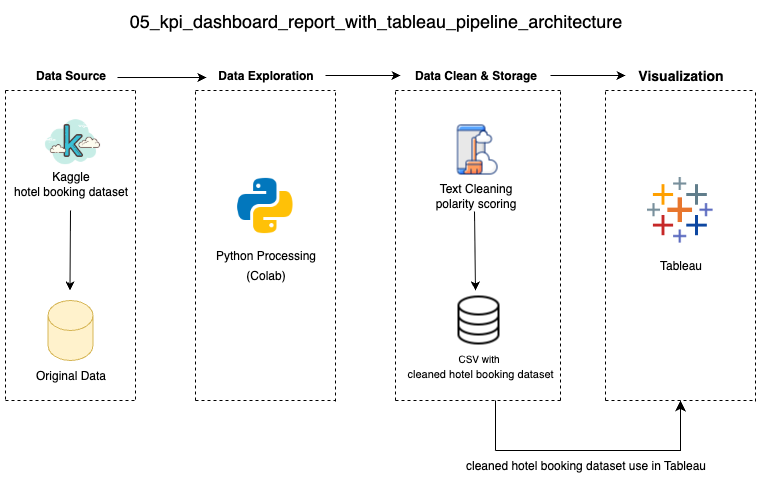 05_kpi_dashboard_report_with_tableau_pipeline_architecture
Data Source
Data Exploration
Data Clean & Storage
Visualization
k
Kaggle
hotel booking dataset
Original Data
Python Processing
(Colab)
Text Cleaning
polarity scoring
CSV with
cleaned hotel booking dataset
Tableau
cleaned hotel booking dataset use in Tableau